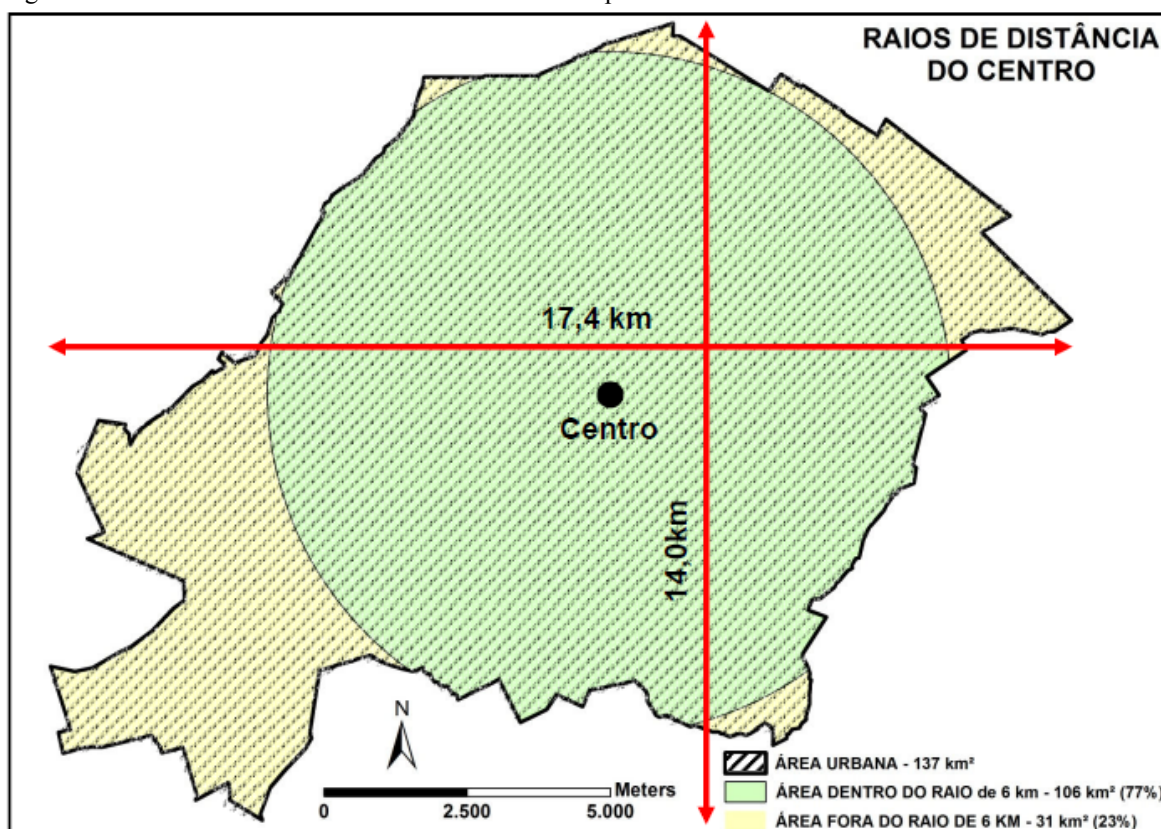 RAIOS DE DISTÂNCIA
DO CENTRO
17,4 km
Centro
14,0km
N
Meters
0 2.500 5.000
ÁREA URBANA - 137 km²
ÁREA DENTRO DO RAIO de 6 km - 106 km² (77%)
ÁREA FORA DO RAIO DE 6 KM - 31 km² (23%)